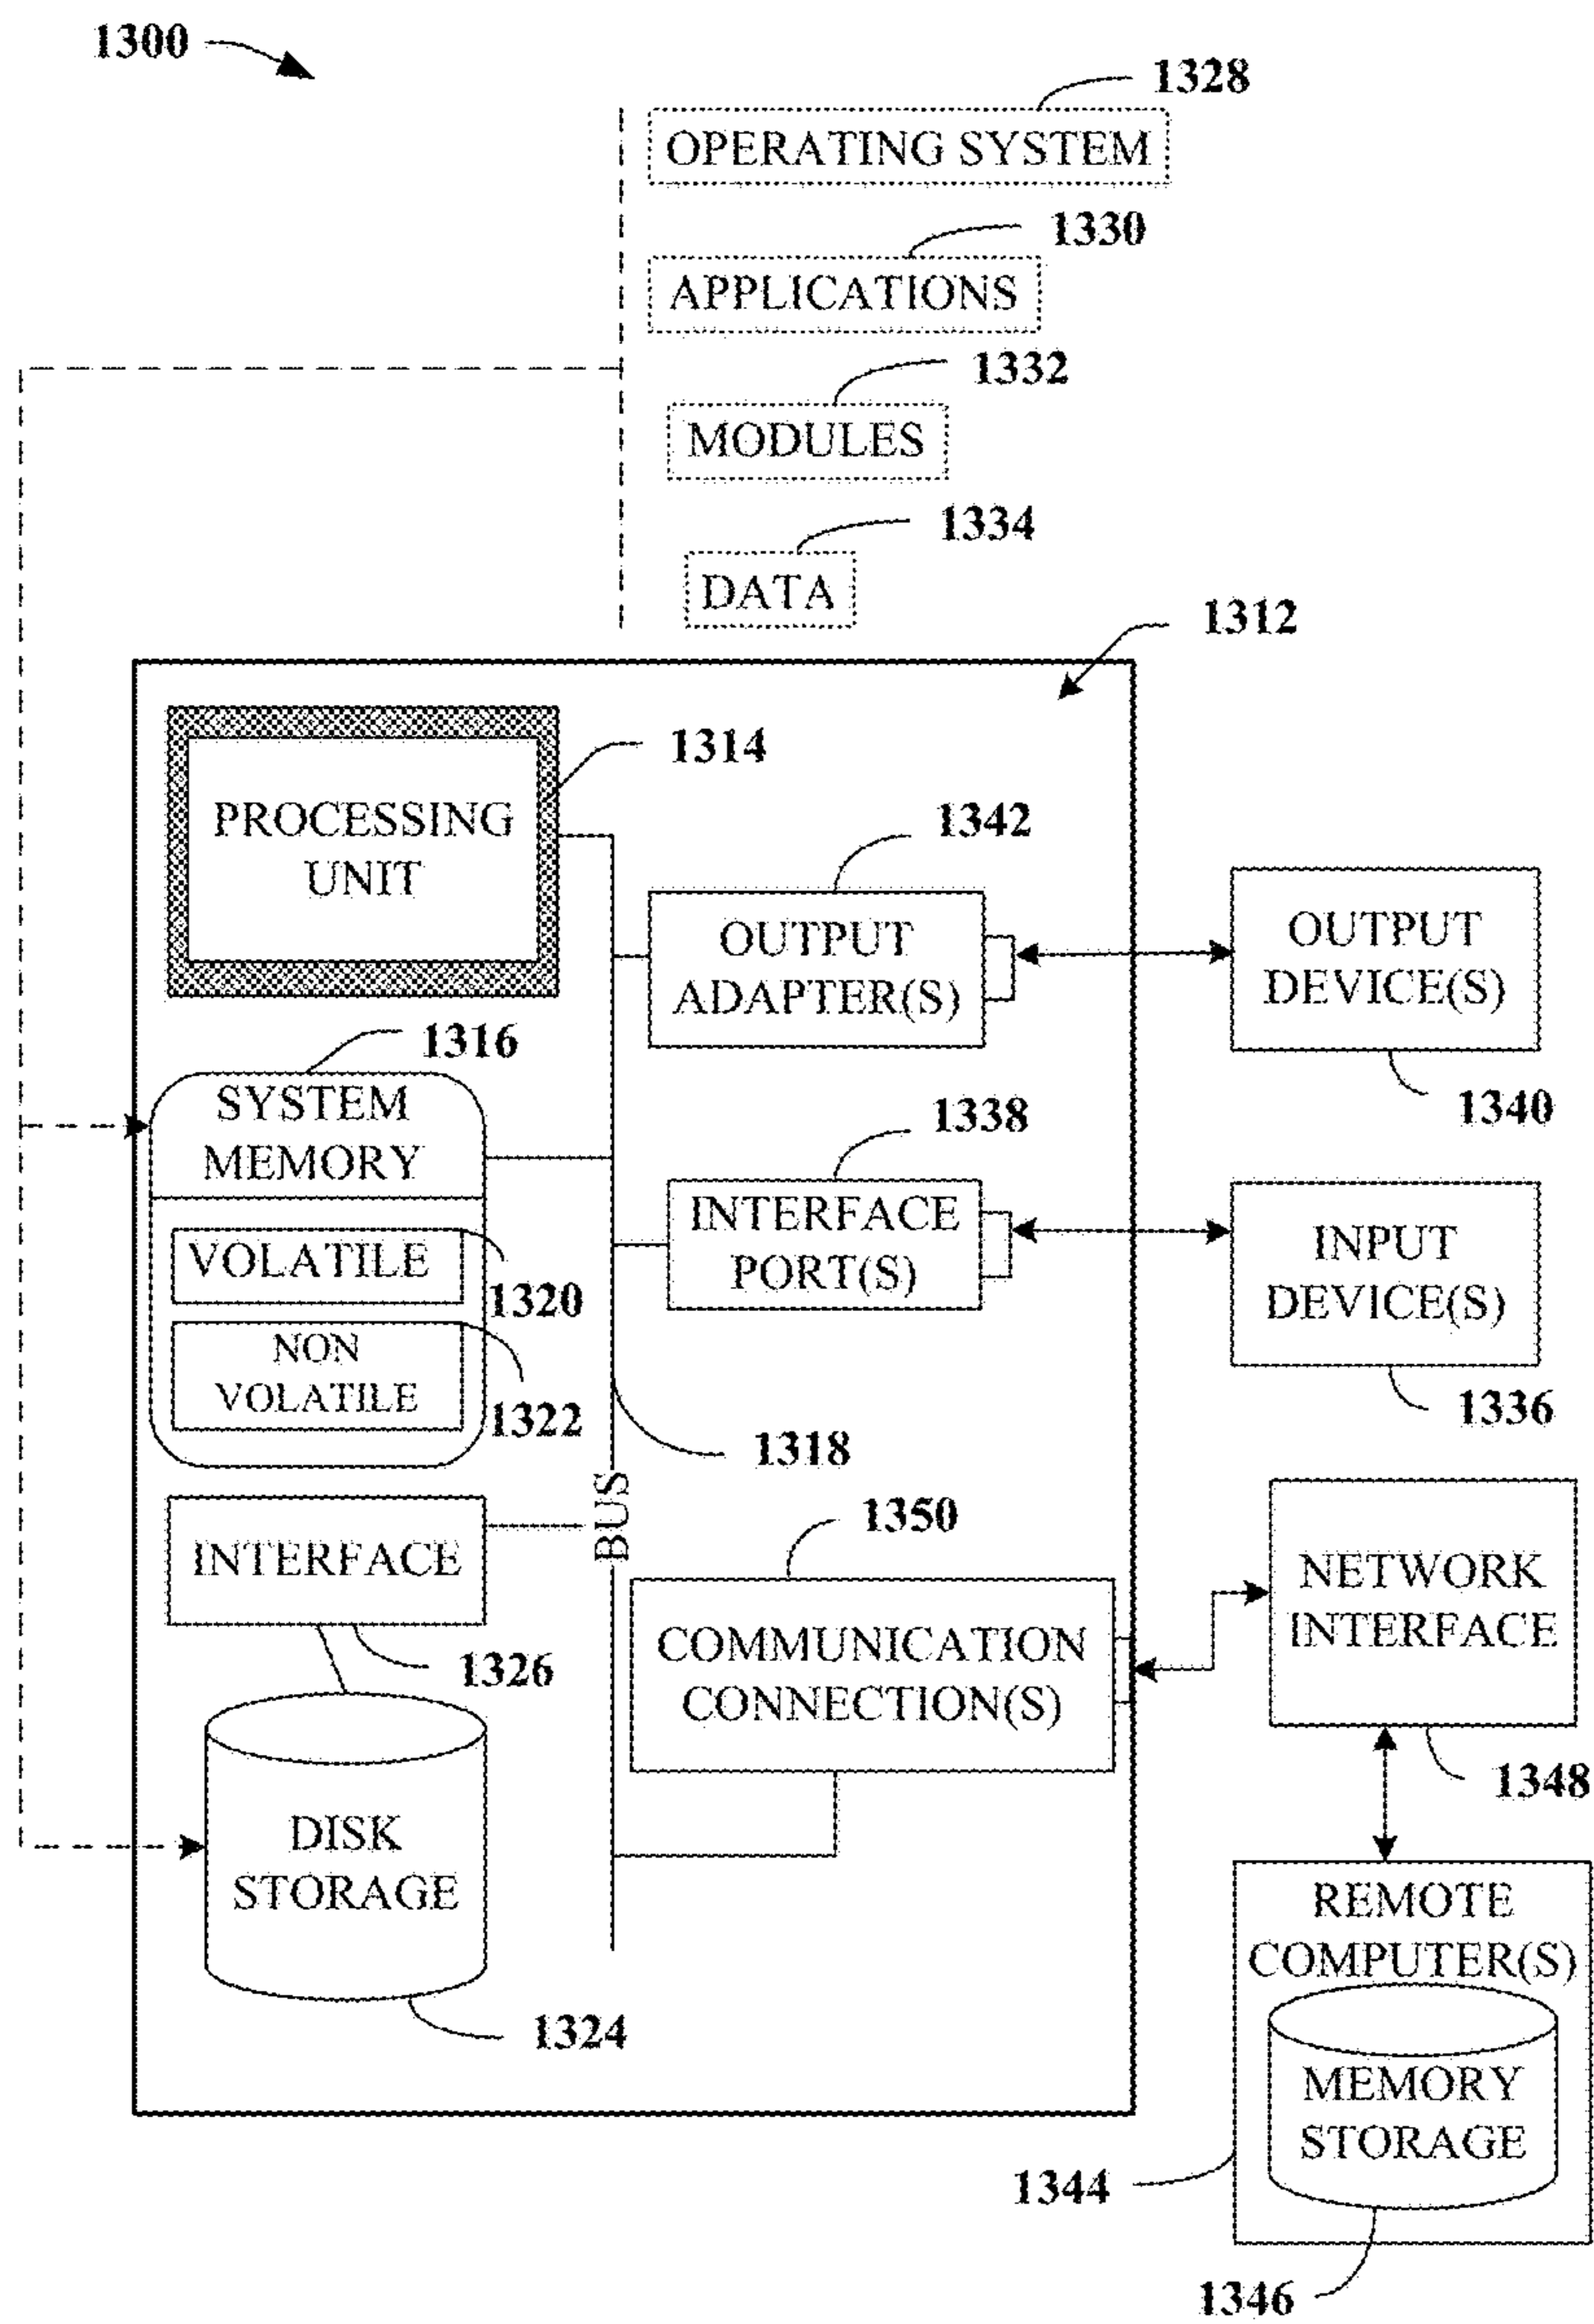 1300
1328
OPERATING SYSTEM
1330
APPLICATIONS
1332
MODULES
1334
DATA
1312
PROCESSING
UNIT
1314
1342
OUTPUT
ADAPTER(S)
OUTPUT
DEVICE(S)
1340
1316
SYSTEM
MEMORY
VOLATILE
1320
NON
VOLATILE
1322
1338
INTERFACE
PORT(S)
INPUT
DEVICE(S)
1336
1318
BUS
INTERFACE
1326
1350
COMMUNICATION
CONNECTION(S)
NETWORK
INTERFACE
1348
DISK
STORAGE
1324
REMOTE
COMPUTER(S)
MEMORY
STORAGE
1344
1346